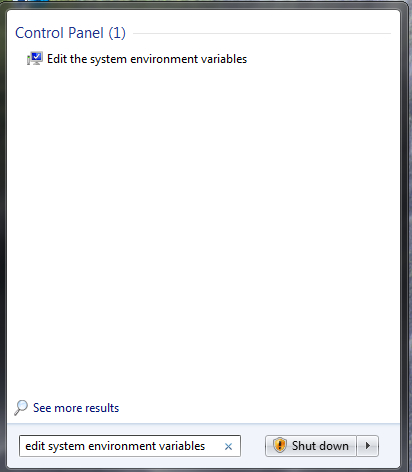 Control Panel (1)
Edit the system environment variables
See more results
edit system environment variables
Shut down